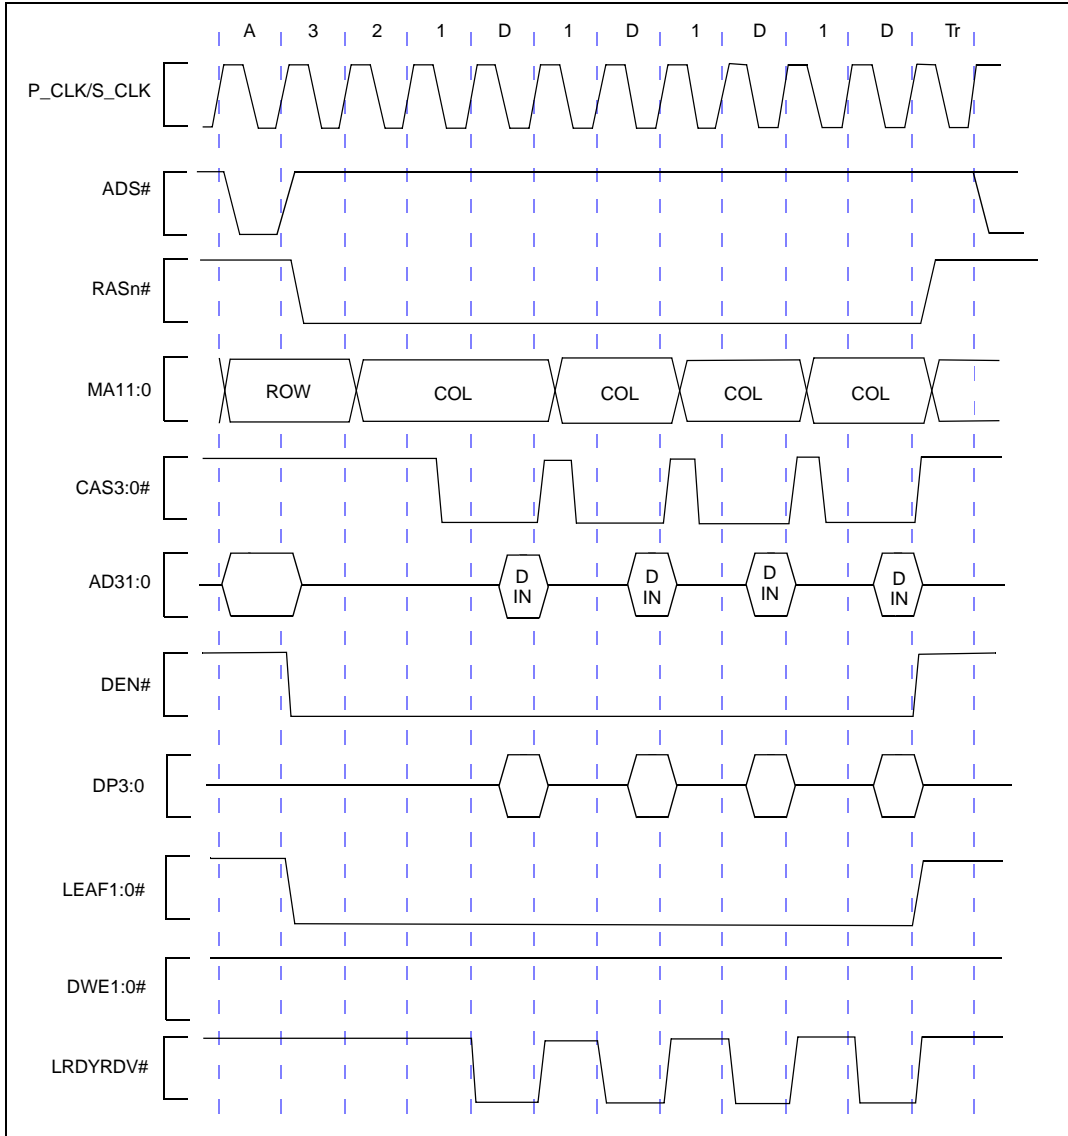 A 3 2 1 D 1 D 1 D 1 D Tr
P_CLK/S_CLK
ADS#
RASn#
MA11:0
ROW COL COL COL COL
CAS3:0#
AD31:0
D IN D IN D IN D IN
DEN#
DP3:0
LEAF1:0#
DWE1:0#
LRDYRDV#